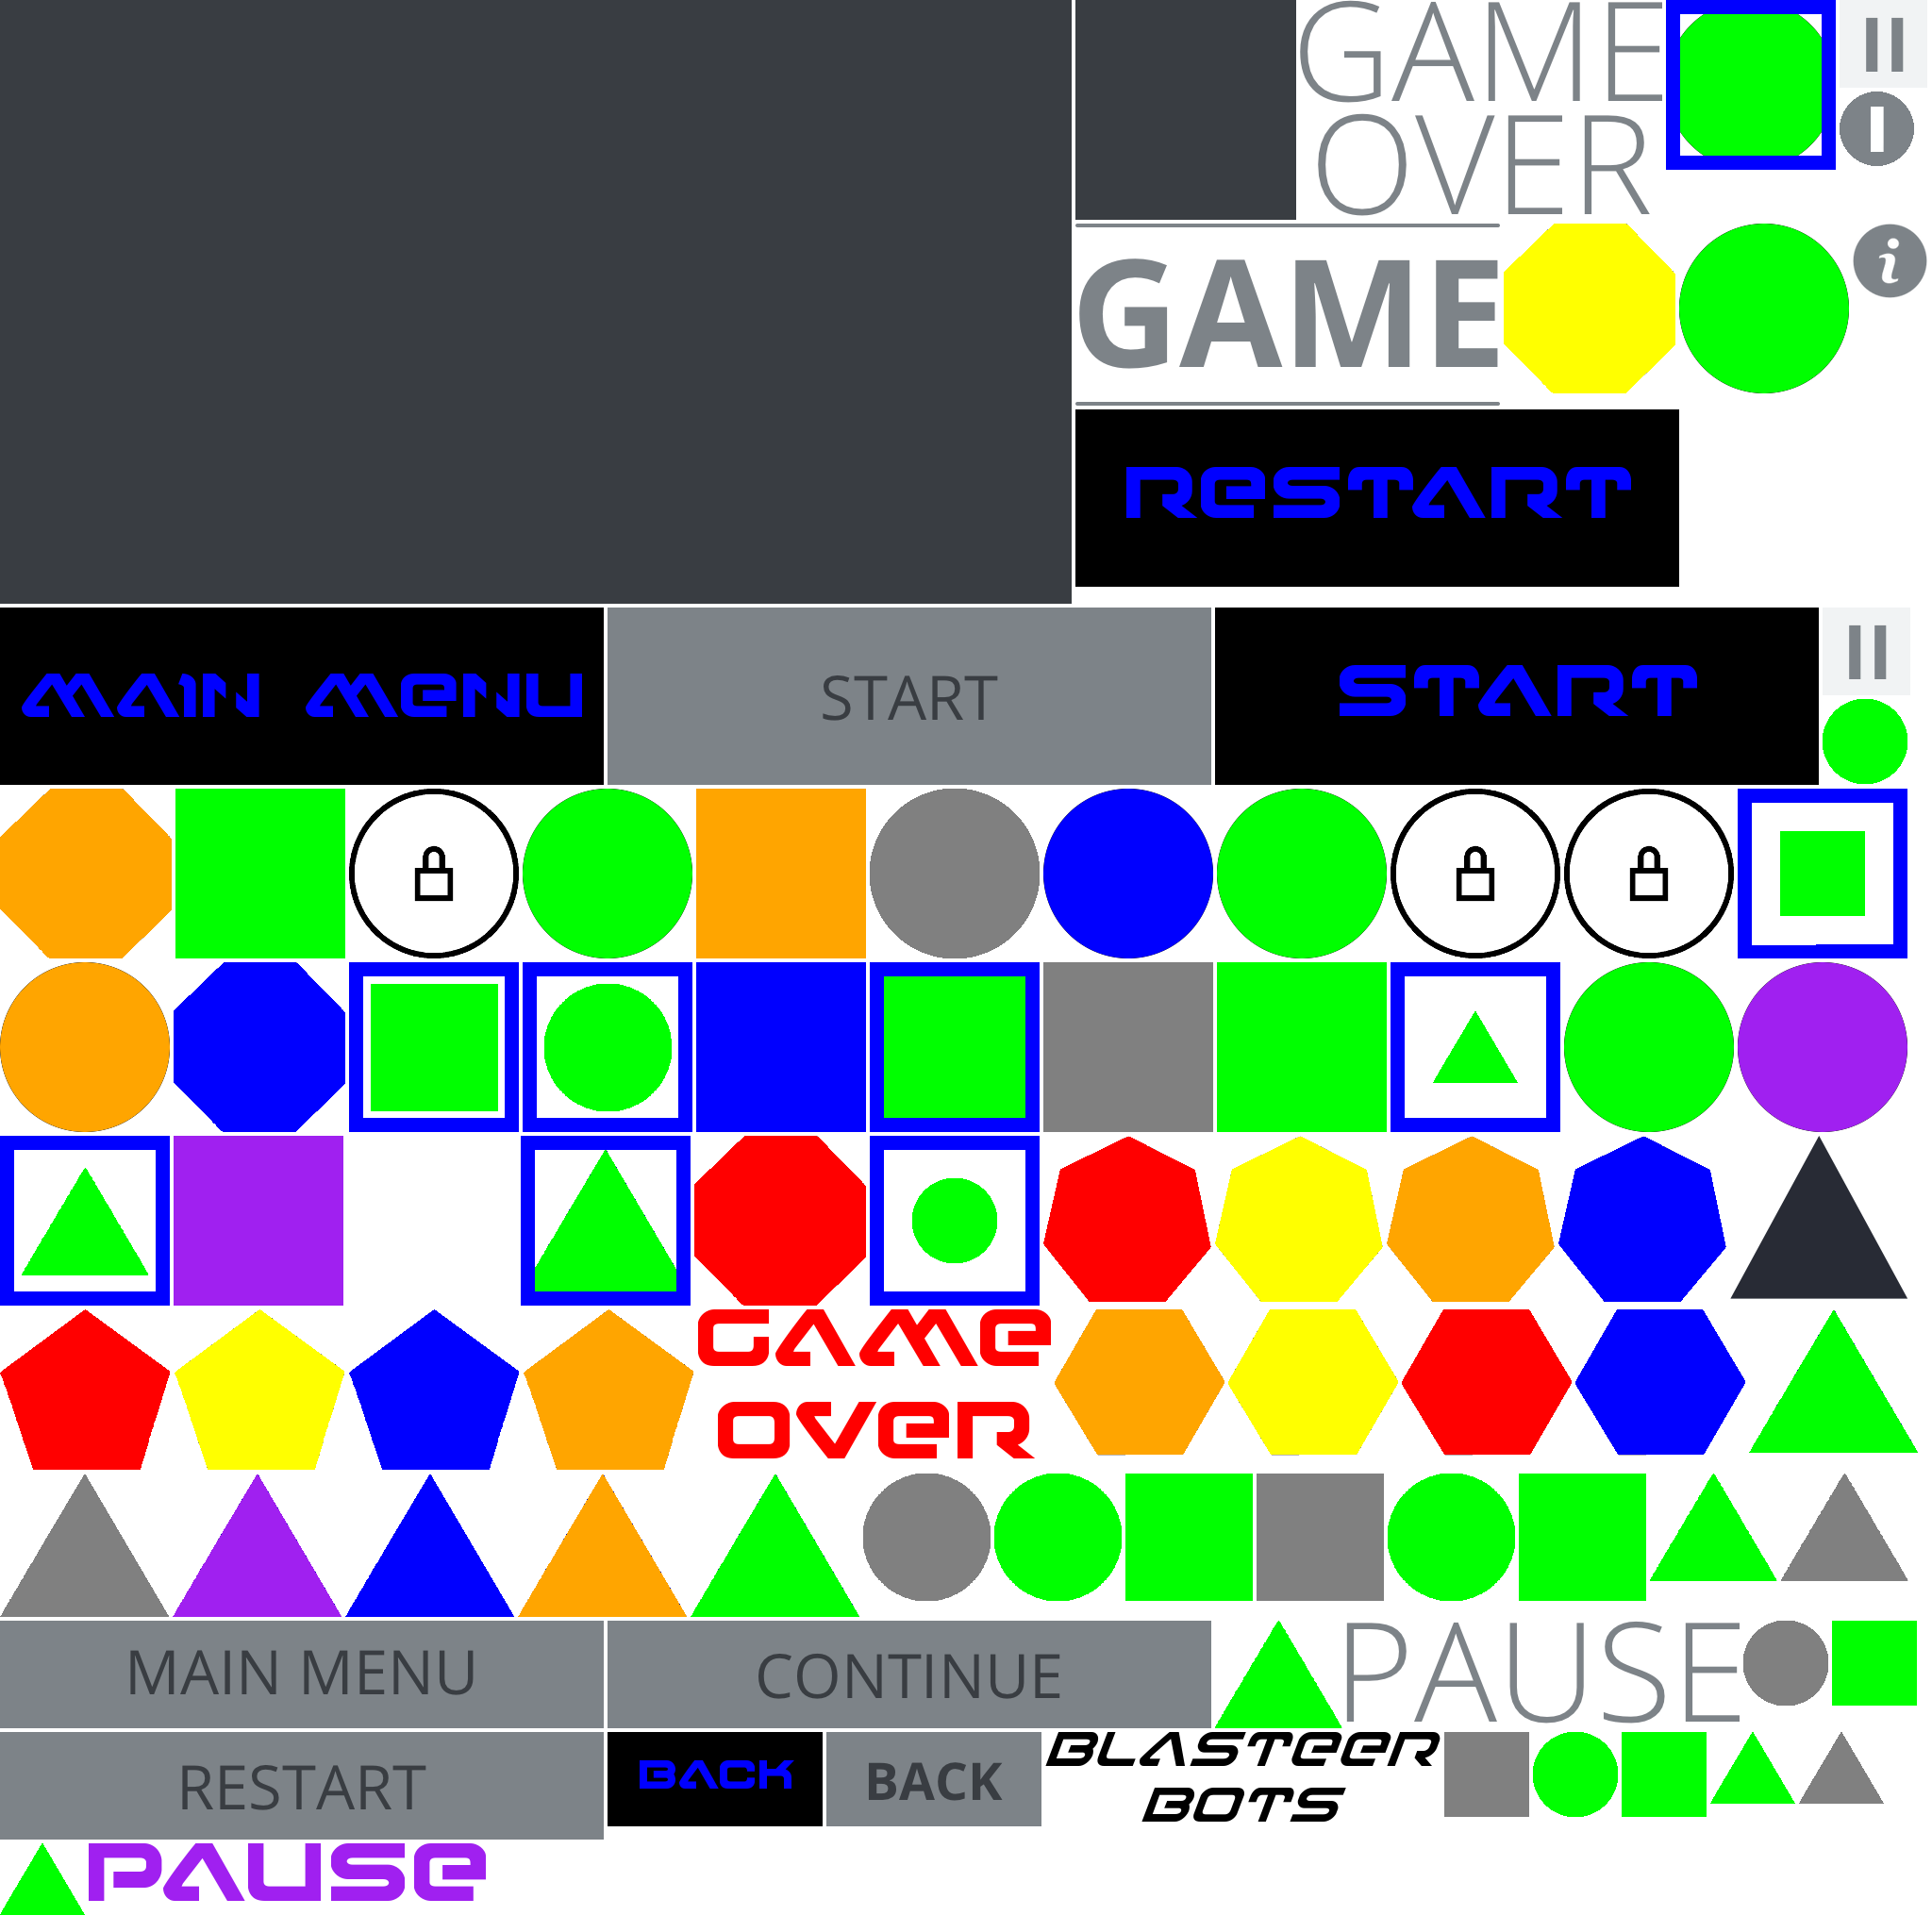 GAME
OVER
GAME
RESTART
MAIN MENU
START
START
GAME
OVER
MAIN MENU
CONTINUE
PAUSE
RESTART
BACK
BACK
BLASTEER
BOTS
PAUSE